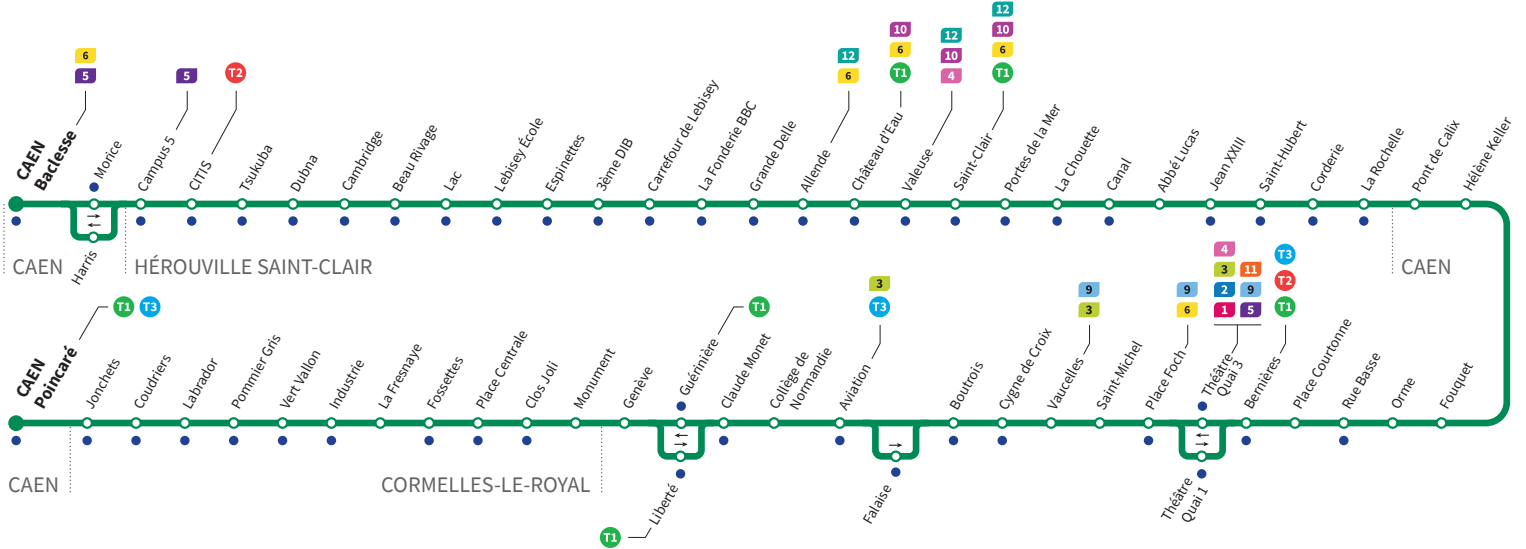 12
10
12
12
10
6
6
12
6
10
5
5
T2
6
4
T1
T1
CAEN
Baclesse
Morice
Campus 5
CITIS
Tsukuba
Dubna
Cambridge
Beau Rivage
Lac
Lebisey École
Espinettes
3ème DIB
Carrefour de Lebisey
La Fonderie BBC
Grande Delle
Allende
Château d'Eau
Valeuse
Saint-Clair
Portes de la Mer
La Chouette
Canal
Abbé Lucas
Jean XXIII
Saint-Hubert
Corderie
La Rochelle
Pont de Calix
Hélène Keller
Harris
CAEN
HÉROUVILLE SAINT-CLAIR
CAEN
4
T3
3
3
11
T2
9
9
2
9
T1
T3
T1
T3
3
6
1
5
T1
CAEN
Poincaré
Jonchets
Coudriers
Labrador
Pommier Gris
Vert Vallon
Industrie
La Fresnaye
Fossettes
Place Centrale
Clos Joli
Monument
Genève
Guérinière
Claude Monet
Collège de
Normandie
Aviation
Boutrois
Cygne de Croix
Vaucelles
Saint-Michel
Place Foch
Théâtre
Quai 3
Bernières
Place Courtonne
Rue Basse
Orme
Fouquet
CAEN
CORMELLES-LE-ROYAL
Liberté
Falaise
Théâtre
Quai 1
T1